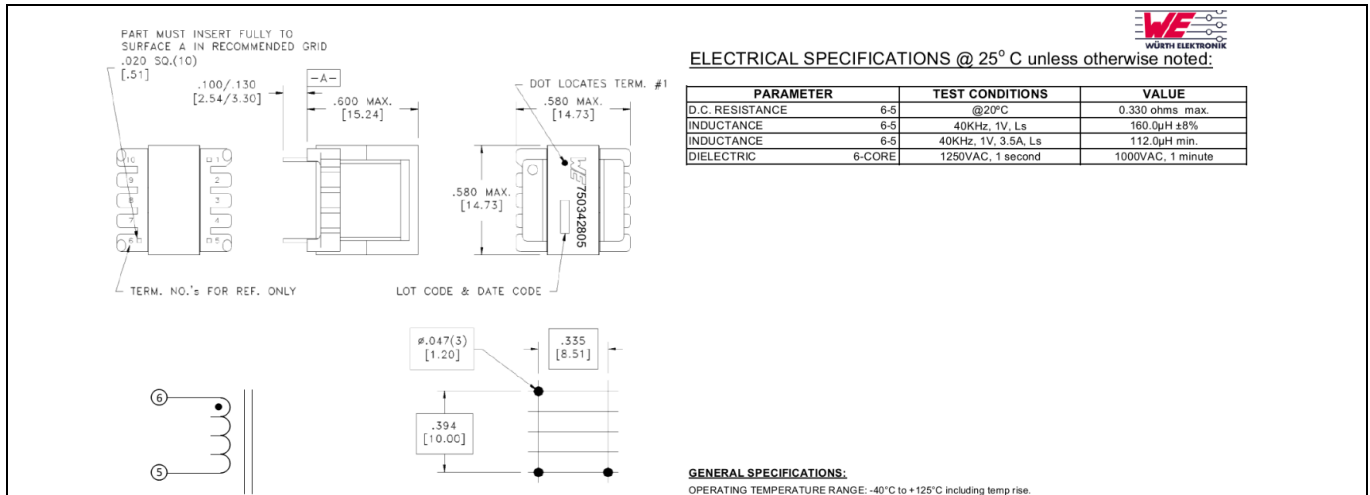 PART MUST INSERT FULLY TO
SURFACE A IN RECOMMENDED GRID
.020 SQ.(10)
[.51]
.100/.130
[2.54/3.30]
-A-
.600 MAX.
[15.24]
DOT LOCATES TERM. #1
.580 MAX.
[14.73]
.580 MAX.
[14.73]
10
9
8
7
6
1
2
3
4
5
WE 750342805
TERM. NO.'s FOR REF. ONLY
LOT CODE & DATE CODE
ø.047(3)
[1.20]
.335
[8.51]
.394
[10.00]
6
5
WE
WÜRTH ELEKTRONIK
ELECTRICAL SPECIFICATIONS @ 25° C unless otherwise noted:
PARAMETER TEST CONDITIONS VALUE
D.C. RESISTANCE 6-5 @20°C 0.330 ohms max.
INDUCTANCE 6-5 40KHz, 1V, Ls 160.0µH ±8%
INDUCTANCE 6-5 40KHz, 1V, 3.5A, Ls 112.0µH min.
DIELECTRIC 6-CORE 1250VAC, 1 second 1000VAC, 1 minute
GENERAL SPECIFICATIONS:
OPERATING TEMPERATURE RANGE: -40°C to +125°C including temp rise.